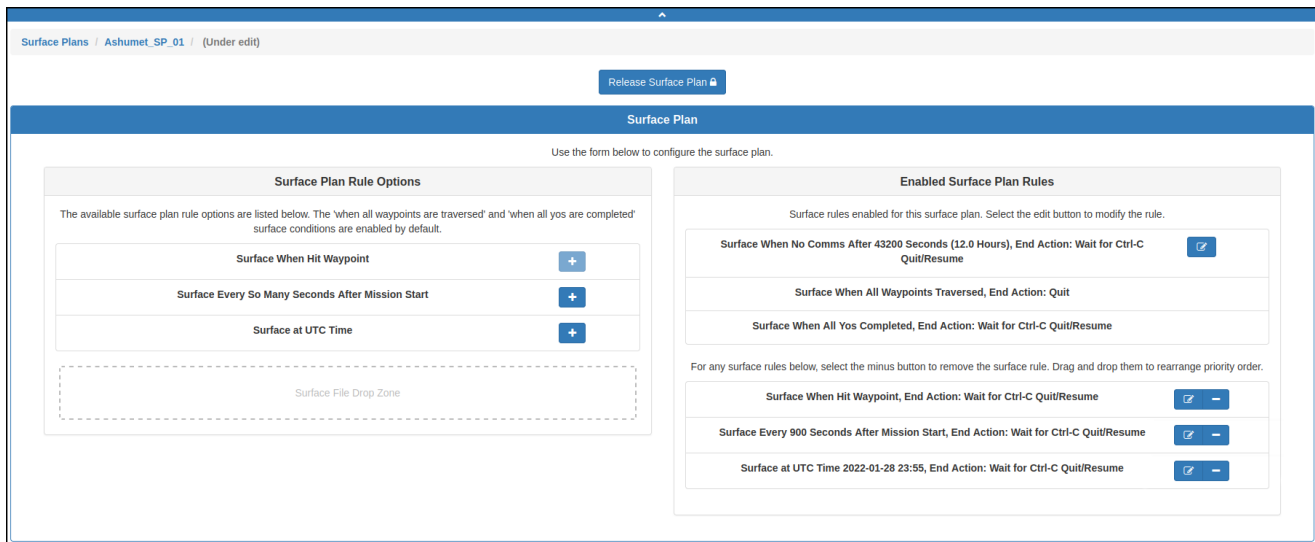 Surface Plans / Ashumet_SP_01 / (Under edit)
Release Surface Plan
Surface Plan
Use the form below to configure the surface plan.
Surface Plan Rule Options
The available surface plan rule options are listed below. The 'when all waypoints are traversed' and 'when all yos are completed'
surface conditions are enabled by default.
Surface When Hit Waypoint
Surface Every So Many Seconds After Mission Start
Surface at UTC Time
Surface File Drop Zone
Enabled Surface Plan Rules
Surface rules enabled for this surface plan. Select the edit button to modify the rule.
Surface When No Comms After 43200 Seconds (12.0 Hours), End Action: Wait for Ctrl-C
Quit/Resume
Surface When All Waypoints Traversed, End Action: Quit
Surface When All Yos Completed, End Action: Wait for Ctrl-C Quit/Resume
For any surface rules below, select the minus button to remove the surface rule. Drag and drop them to rearrange priority order.
Surface When Hit Waypoint, End Action: Wait for Ctrl-C Quit/Resume
Surface Every 900 Seconds After Mission Start, End Action: Wait for Ctrl-C Quit/Resume
Surface at UTC Time 2022-01-28 23:55, End Action: Wait for Ctrl-C Quit/Resume